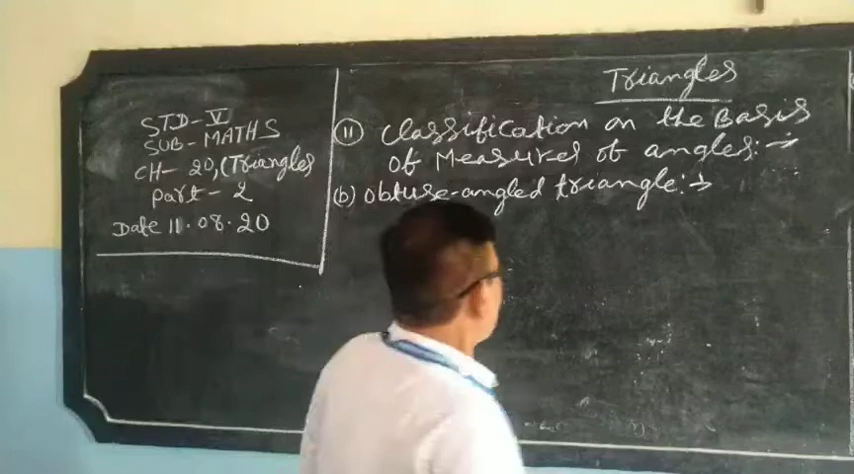 STD - V
SUB - MATHS
CH - 20, (Triangles
Part - 2
Date 11.08.20
Triangles
(II) Classification on the Basis
of Measures of angles:→
(b) obtuse-angled triangle:→